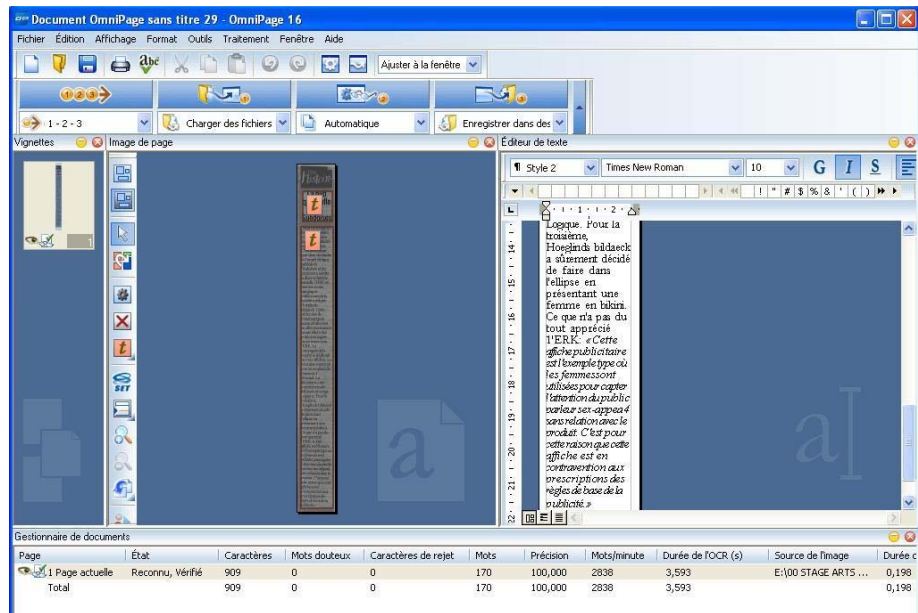 Document OmniPage sans titre 29 - OmniPage 16
Fichier Édition Affichage Format Outils Traitement Fenêtre Aide
Ajuster à la fenêtre
1 2 3
1 - 2 - 3 Charger des fichiers Automatique Enregistrer dans des
Vignettes Image de page Éditeur de texte
¶ Style 2 Times New Roman 10 G I S
! " # $ % & ' ( )
1
Logique. Pour la
troisième,
Hoeglinds bildaeck
a sûrement décidé
de faire dans
l'ellipse en
présentant une
femme en bikini.
Ce que n'a pas du
tout apprécié
l'ERK: «Cette
affiche publicitaire
est l'exemple type où
les femmessont
utilisées pour capter
l'attention du public
parleur sex-appea4
sans relation avec le
produit. C'est pour
cette raison que cette
affiche est en
contravention aux
prescriptions des
règles de base de la
publicité.»
Gestionnaire de documents
Page État Caractères Mots douteux Caractères de rejet Mots Précision Mots/minute Durée de l'OCR (s) Source de l'image Durée c
1 Page actuelle Reconnu, Vérifié 909 0 0 170 100,000 2838 3,593 E:\00 STAGE ARTS ... 0,198
Total 909 0 0 170 100,000 2838 3,593 0,198